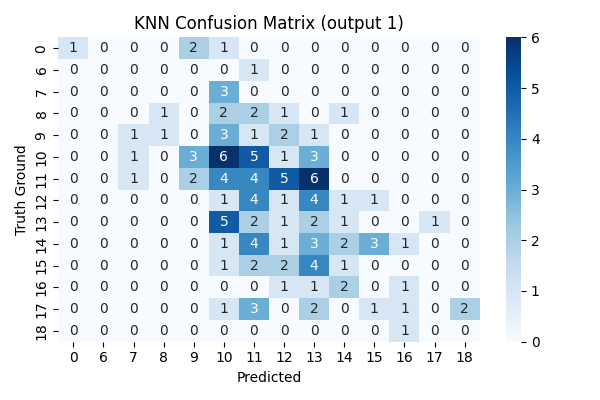 KNN Confusion Matrix (output 1)
0 1 0 0 0 2 1 0 0 0 0 0 0 0 0
6 0 0 0 0 0 0 1 0 0 0 0 0 0 0
7 0 0 0 0 0 3 0 0 0 0 0 0 0 0
8 0 0 0 1 0 2 2 1 0 1 0 0 0 0
9 0 0 1 1 0 3 1 2 1 0 0 0 0 0
10 0 0 1 0 3 6 5 1 3 0 0 0 0 0
11 0 0 1 0 2 4 4 5 6 0 0 0 0 0
12 0 0 0 0 0 1 4 1 4 1 1 0 0 0
13 0 0 0 0 0 5 2 1 2 1 0 0 1 0
14 0 0 0 0 0 1 4 1 3 2 3 1 0 0
15 0 0 0 0 0 1 2 2 4 1 0 0 0 0
16 0 0 0 0 0 0 0 1 1 2 0 1 0 0
17 0 0 0 0 0 1 3 0 2 0 1 1 0 2
18 0 0 0 0 0 0 0 0 0 0 0 1 0 0
0 6 7 8 9 10 11 12 13 14 15 16 17 18
Predicted
Truth Ground
6
5
4
3
2
1
0